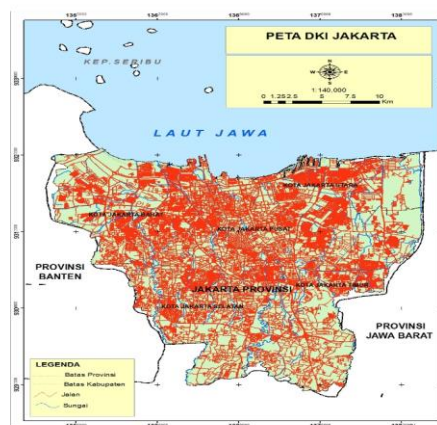 PETA DKI JAKARTA
KEP. SERIBU
W E
S
1:140,000
0 1.25 2.5 5 7.5 10
Km
LAUT JAWA
KOTA JAKARTA UTARA
KOTA JAKARTA BARAT
KOTA JAKARTA PUSAT
PROVINSI
BANTEN
JAKARTA PROVINSI
KOTA JAKARTA TIMUR
KOTA JAKARTA SELATAN
PROVINSI
JAWA BARAT
LEGENDA
Batas Provinsi
Batas Kabupaten
Jalan
Sungai